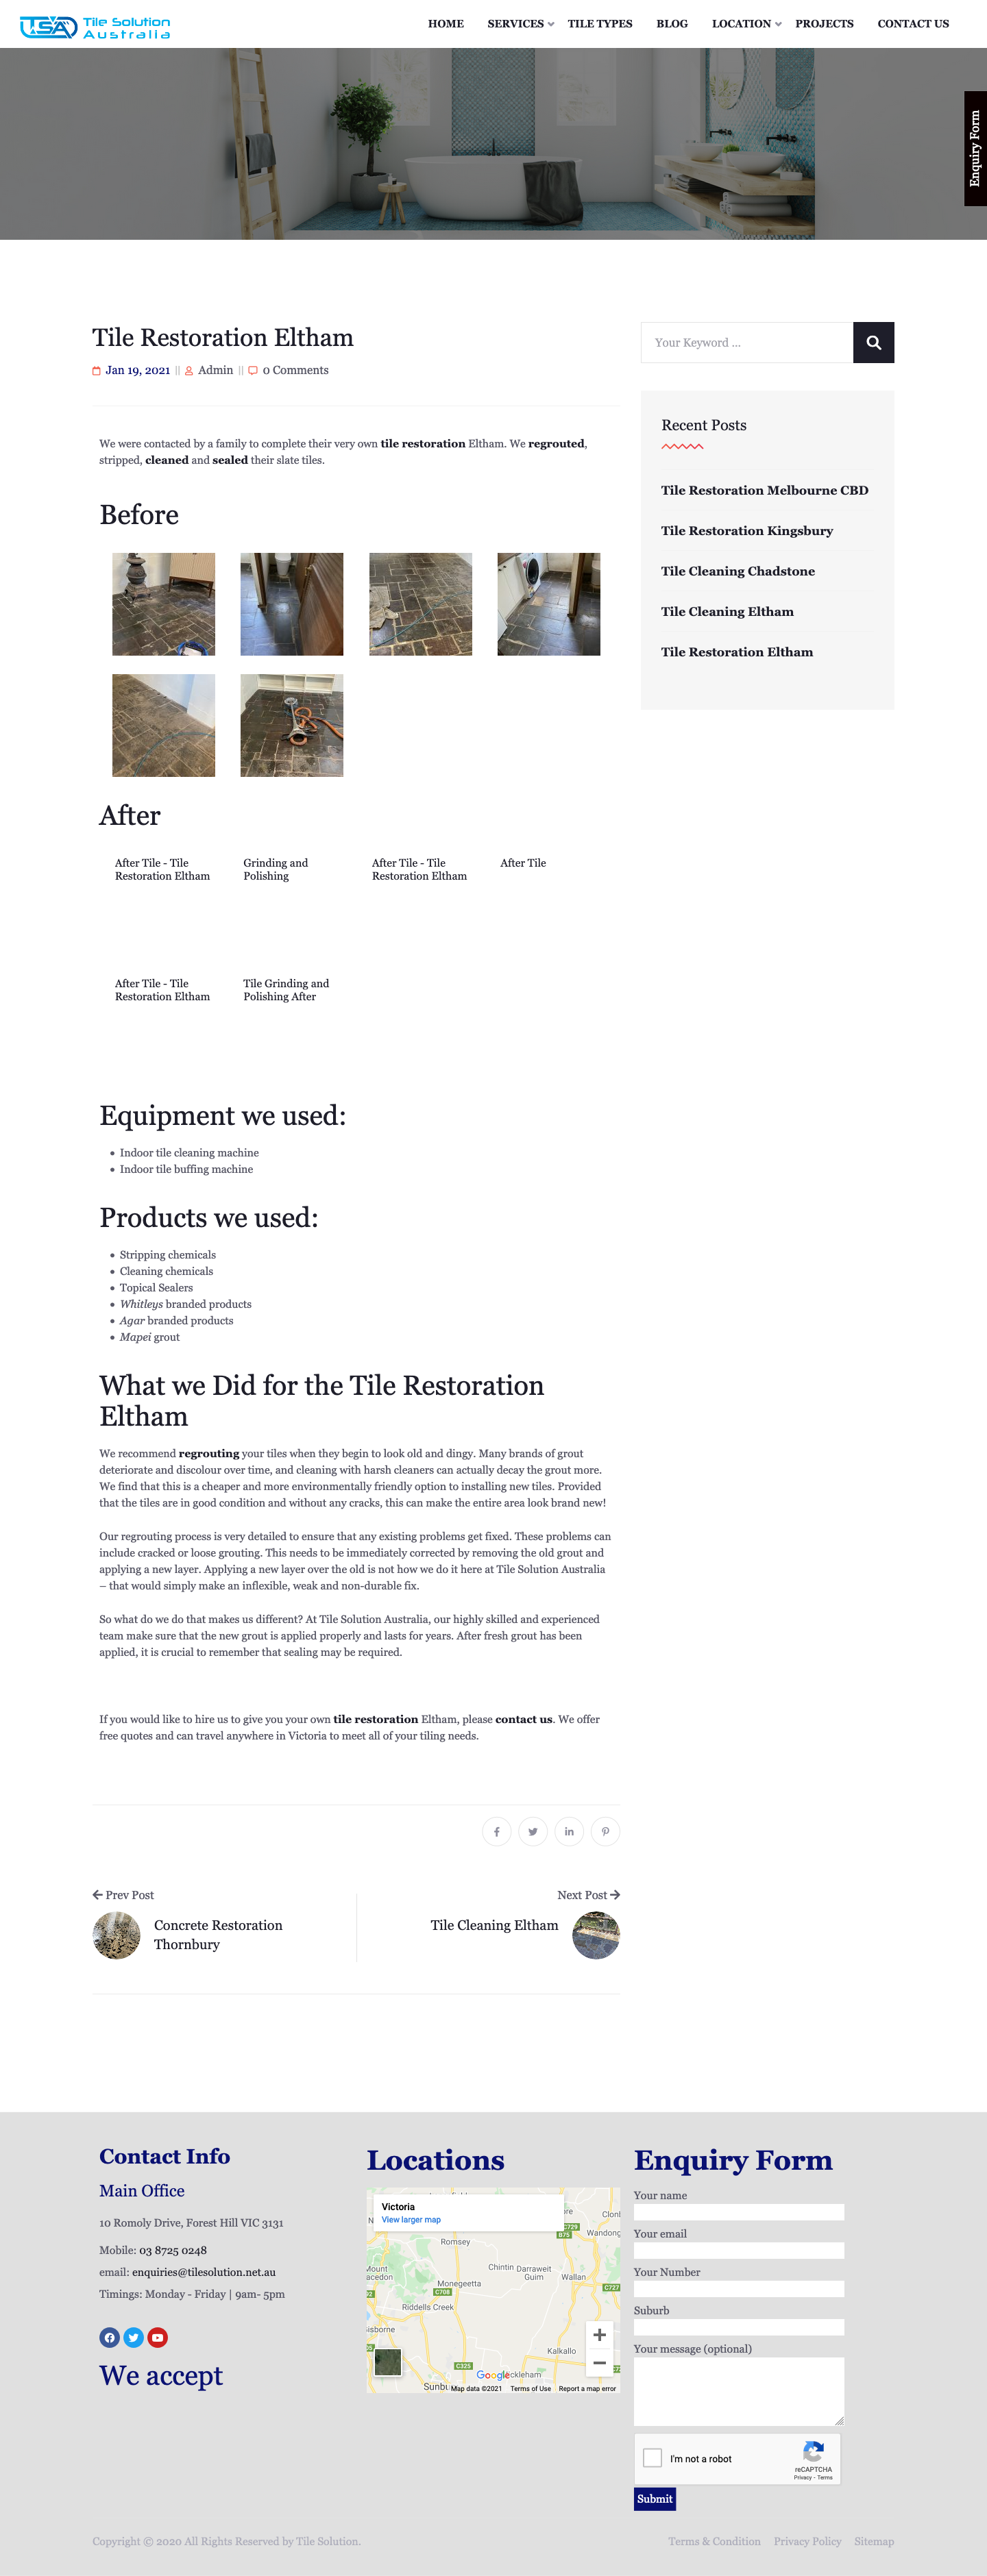 TSA Tile Solution
Australia
HOME SERVICES TILE TYPES BLOG LOCATION PROJECTS CONTACT US
Enquiry Form
Tile Restoration Eltham
Jan 19, 2021 || Admin || 0 Comments
We were contacted by a family to complete their very own tile restoration Eltham. We regrouted,
stripped, cleaned and sealed their slate tiles.
Before
After
After Tile - Tile
Restoration Eltham
Grinding and
Polishing
After Tile - Tile
Restoration Eltham
After Tile
After Tile - Tile
Restoration Eltham
Tile Grinding and
Polishing After
Equipment we used:
• Indoor tile cleaning machine
• Indoor tile buffing machine
Products we used:
• Stripping chemicals
• Cleaning chemicals
• Topical Sealers
• Whitleys branded products
• Agar branded products
• Mapei grout
What we Did for the Tile Restoration
Eltham
We recommend regrouting your tiles when they begin to look old and dingy. Many brands of grout
deteriorate and discolour over time, and cleaning with harsh cleaners can actually decay the grout more.
We find that this is a cheaper and more environmentally friendly option to installing new tiles. Provided
that the tiles are in good condition and without any cracks, this can make the entire area look brand new!
Our regrouting process is very detailed to ensure that any existing problems get fixed. These problems can
include cracked or loose grouting. This needs to be immediately corrected by removing the old grout and
applying a new layer. Applying a new layer over the old is not how we do it here at Tile Solution Australia
– that would simply make an inflexible, weak and non-durable fix.
So what do we do that makes us different? At Tile Solution Australia, our highly skilled and experienced
team make sure that the new grout is applied properly and lasts for years. After fresh grout has been
applied, it is crucial to remember that sealing may be required.
If you would like to hire us to give you your own tile restoration Eltham, please contact us. We offer
free quotes and can travel anywhere in Victoria to meet all of your tiling needs.
Prev Post
Concrete Restoration
Thornbury
Next Post
Tile Cleaning Eltham
Your Keyword ...
Recent Posts
Tile Restoration Melbourne CBD
Tile Restoration Kingsbury
Tile Cleaning Chadstone
Tile Cleaning Eltham
Tile Restoration Eltham
Contact Info
Main Office
10 Romoly Drive, Forest Hill VIC 3131
Mobile: 03 8725 0248
email: enquiries@tilesolution.net.au
Timings: Monday - Friday | 9am- 5pm
We accept
Locations
Victoria
View larger map
C729
B75
Wandong
Romsey
Chintin
Darraweit
Guim
Wallan
Mount
Macedon
Monegeetta
C708
C727
Riddells Creek
Gisborne
Kalkallo
C325
Google
Map data ©2021 Terms of Use Report a map error
Enquiry Form
Your name
Your email
Your Number
Suburb
Your message (optional)
I'm not a robot
reCAPTCHA
Privacy - Terms
Submit
Copyright © 2020 All Rights Reserved by Tile Solution.
Terms & Condition Privacy Policy Sitemap